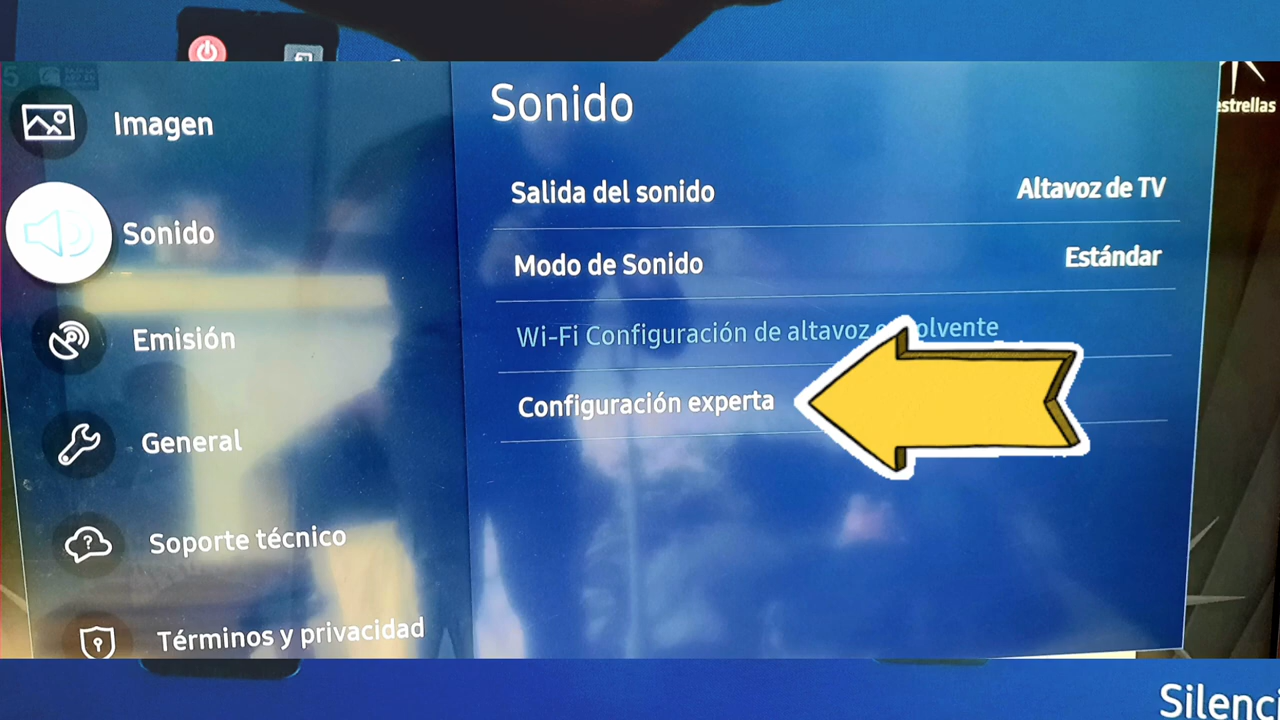 Imagen
Sonido
Emisión
General
Soporte técnico
Términos y privacidad
Sonido
Salida del sonido
Altavoz de TV
Modo de Sonido
Estándar
Wi-Fi Configuración de altavoz
Configuración experta
estrellas
Silenci